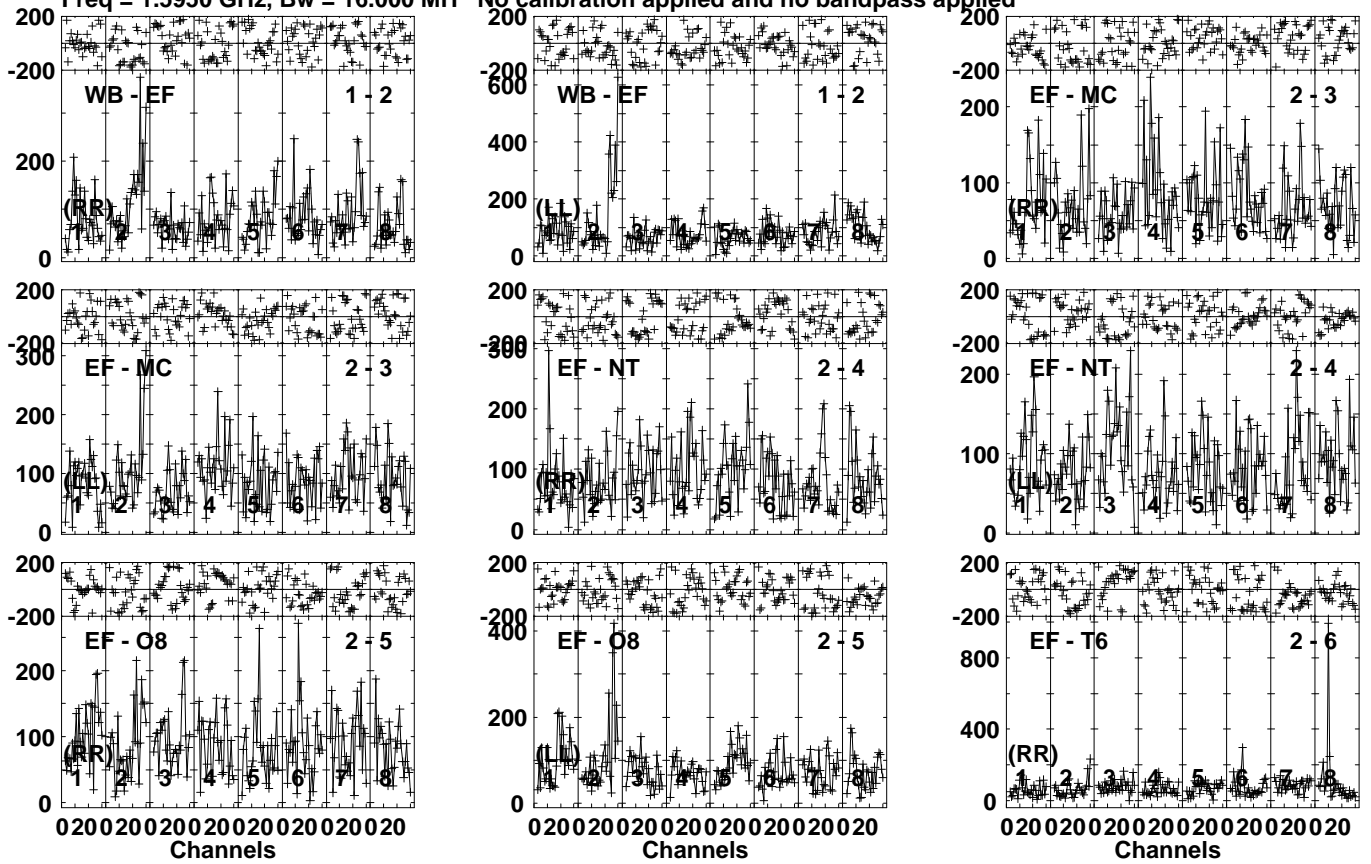 Freq = 1.5950 GHz, Bw = 16.000 MH No calibration applied and no bandpass applied
200 200 200
-200 -200 -200
WB - EF 1 - 2 WB - EF 1 - 2 EF - MC 2 - 3
600
200 400 200
200 100
(RR) (LL) (RR)
1 2 3 4 5 6 7 8 1 2 3 4 5 6 7 8 1 2 3 4 5 6 7 8
0 0 0
200 200 200
-200 -200 -200
300 300
EF - MC 2 - 3 EF - NT 2 - 4 EF - NT 2 - 4
200 200 200
100 100 100
(LL) (RR) (LL)
1 2 3 4 5 6 7 8 1 2 3 4 5 6 7 8 1 2 3 4 5 6 7 8
0 0 0
200 200 200
-200 -200 -200
EF - O8 2 - 5 EF - O8 2 - 5 EF - T6 2 - 6
200 400 800
100 200 400
(RR) (LL) (RR)
1 2 3 4 5 6 7 8 1 2 3 4 5 6 7 8 1 2 3 4 5 6 7 8
0 0 0
0 20 0 20 0 20 0 20 0 20 0 20 0 20 0 20 0 20 0 20 0 20 0 20 0 20 0 20 0 20 0 20 0 20 0 20 0 20 0 20 0 20 0 20 0 20 0 20
Channels Channels Channels